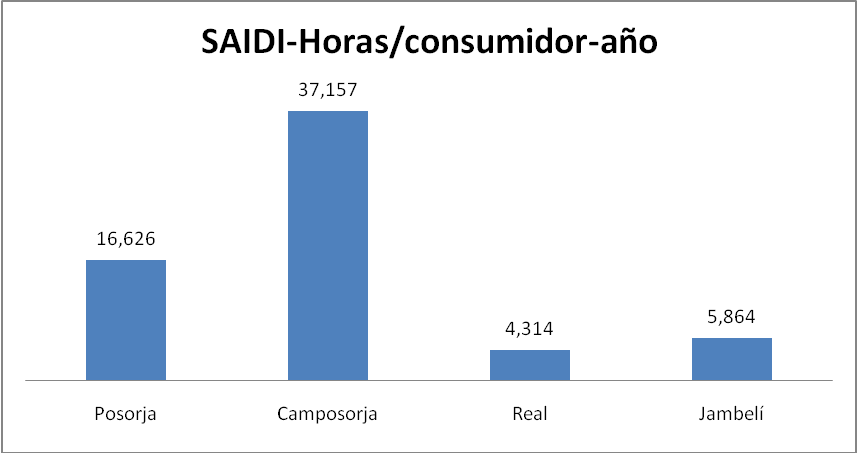 SAIDI-Horas/consumidor-año
37,157
16,626
5,864
4,314
Posorja
Camposorja
Real
Jambelí